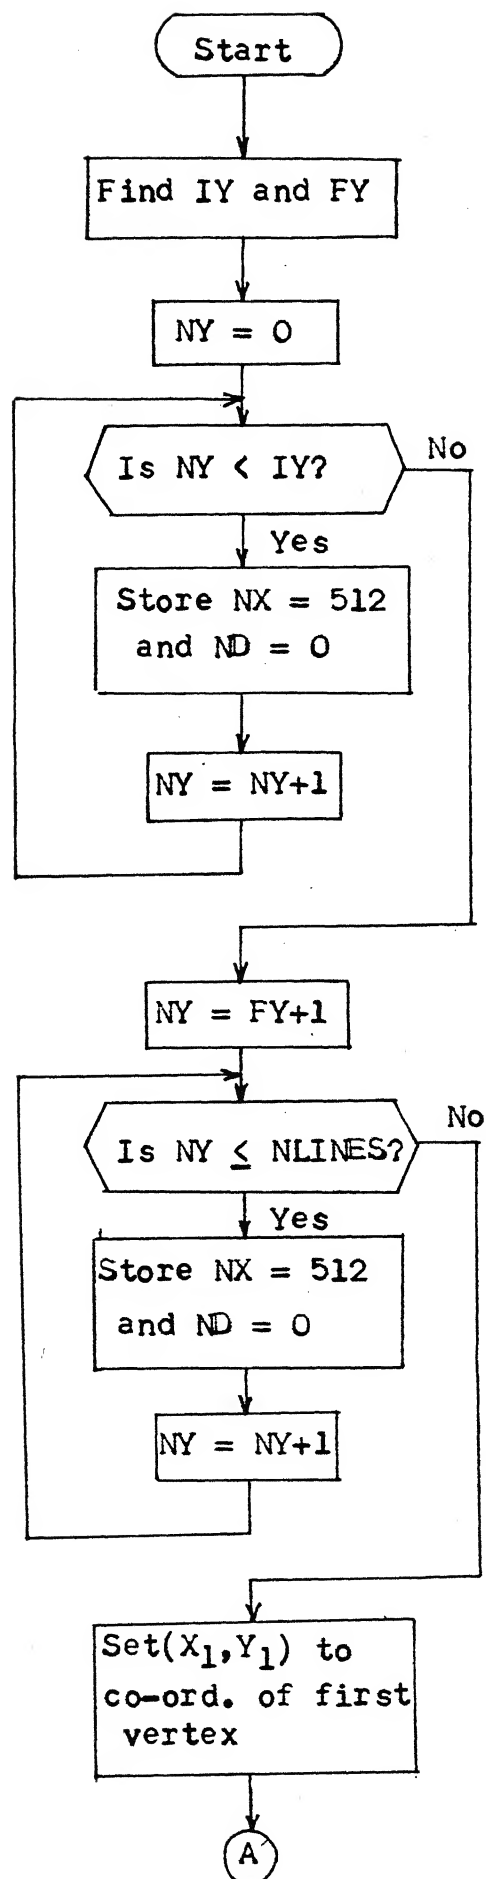 Start
Find IY and FY
NY = 0
Is NY < IY?
No
Yes
Store NX = 512
and ND = 0
NY = NY+1
NY = FY+1
Is NY ≤ NLINES?
No
Yes
Store NX = 512
and ND = 0
NY = NY+1
Set(X1,Y1) to
co-ord. of first
vertex
A